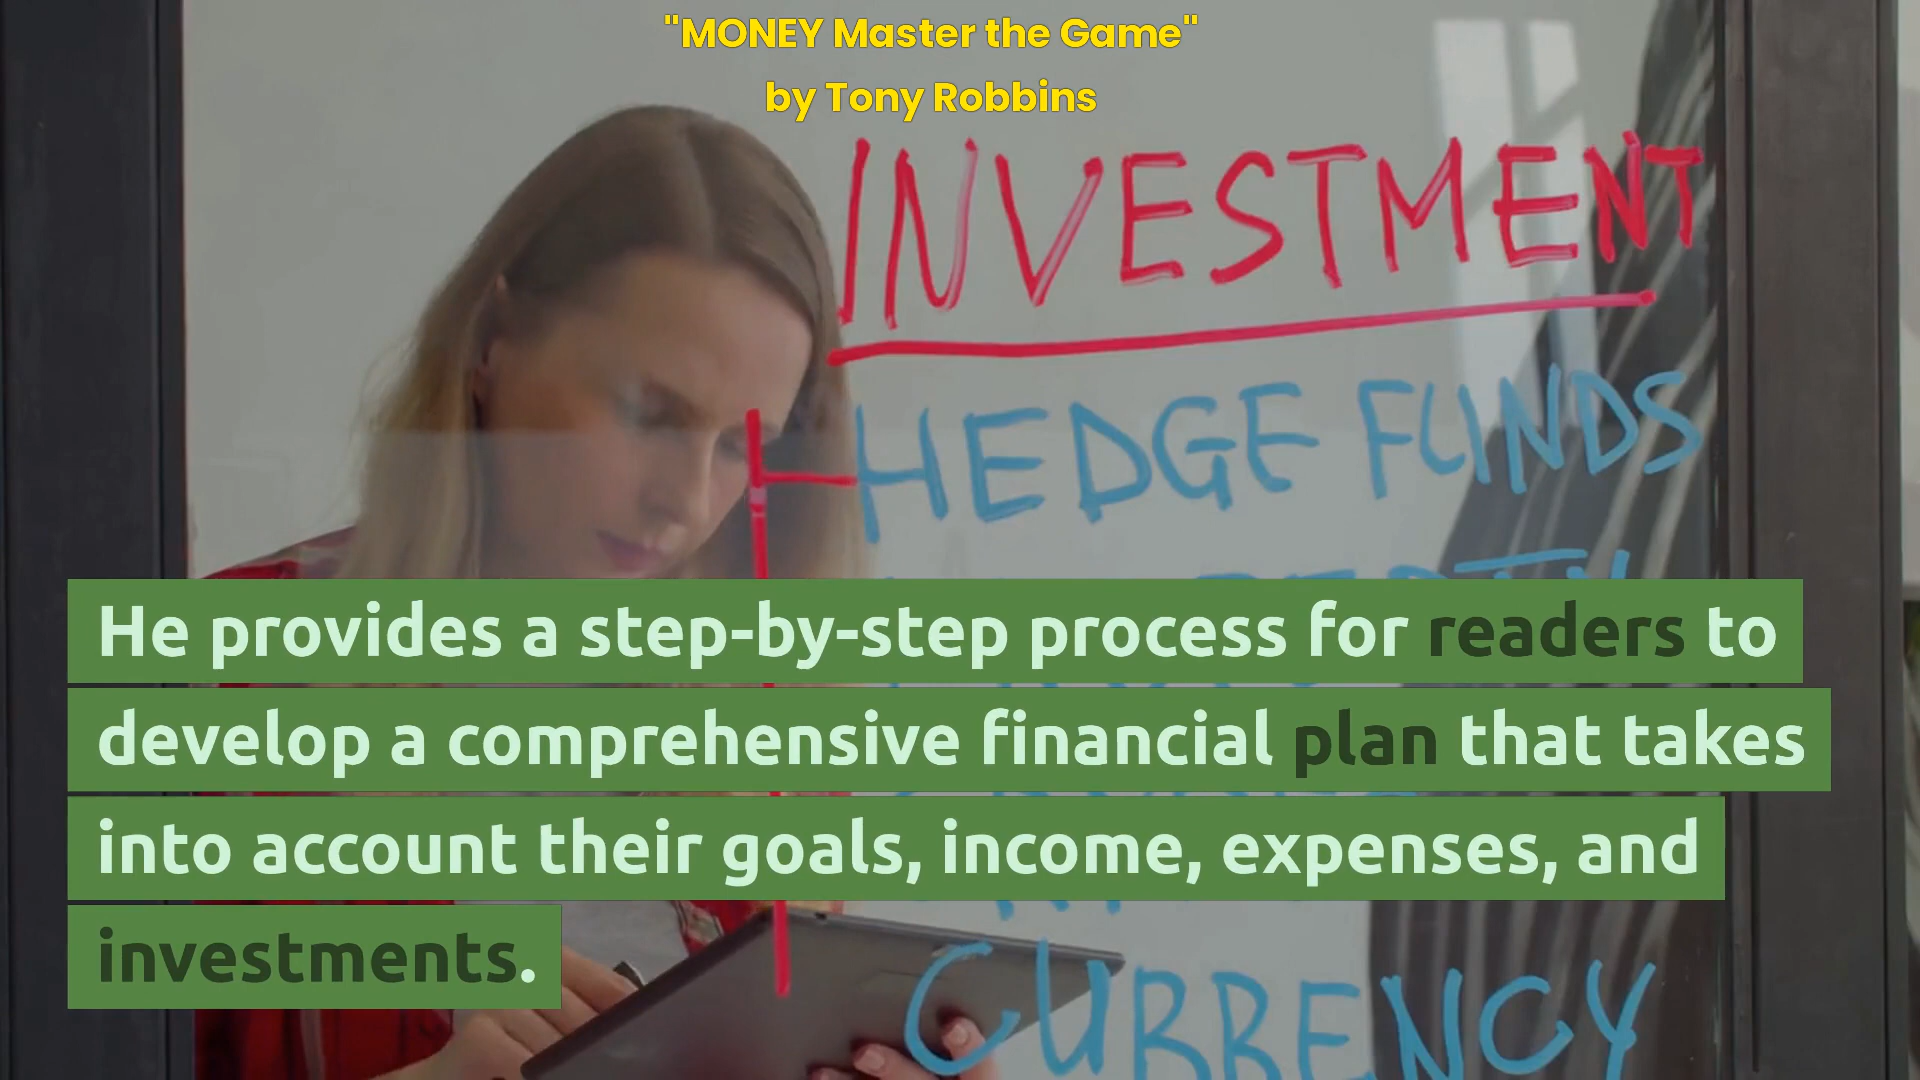 "MONEY Master the Game"
by Tony Robbins
INVESTMENT
HEDGE FUNDS
He provides a step-by-step process for readers to
develop a comprehensive financial plan that takes
into account their goals, income, expenses, and
investments.
CURRENCY